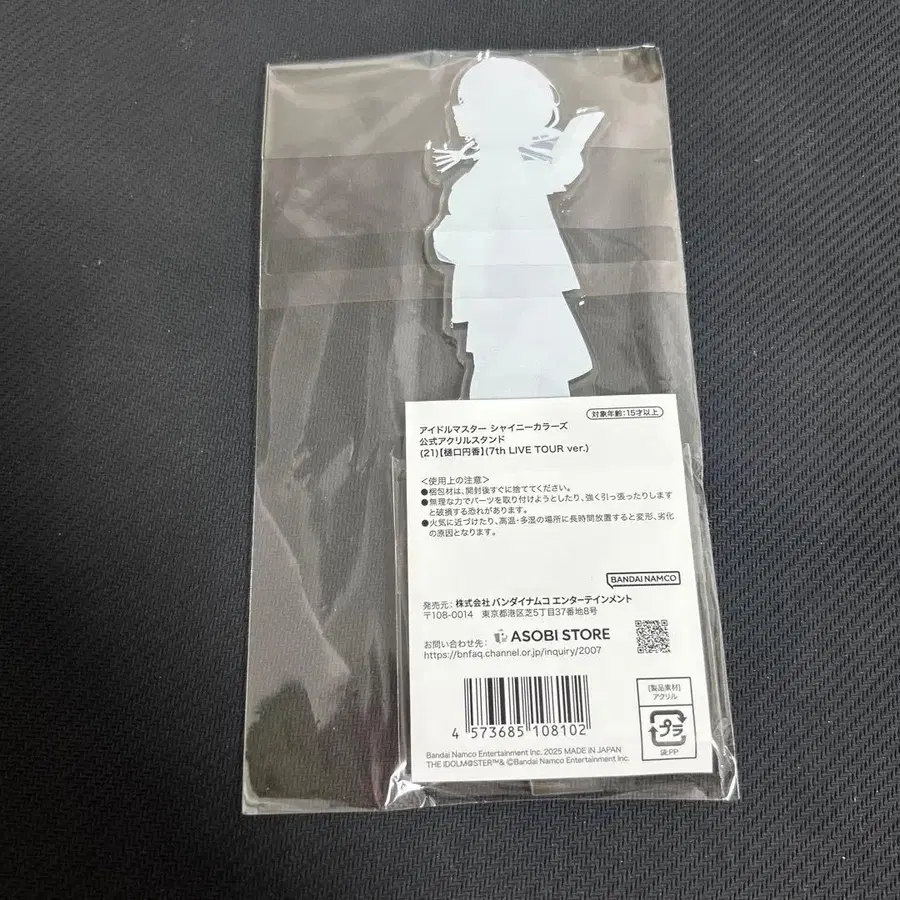 対象年齢:15才以上
アイドルマスター シャイニーカラーズ
公式アクリルスタンド
(21)【樋口円香】(7th LIVE TOUR ver.)
＜使用上の注意＞
●梱包材は、開封後すぐに捨ててください。
●無理な力でパーツを取り付けようとしたり、強く引っ張ったりしますと破損する恐れがあります。
●火気に近づけたり、高温・多湿の場所に長時間放置すると変形、劣化の原因となります。
BANDAI NAMCO
発売元：株式会社 バンダイナムコ エンターテインメント
〒108-0014 東京都港区芝5丁目37番地8号
お問い合わせ先： ASOBI STORE
https://bnfaq.channel.or.jp/inquiry/2007
[製品素材]
アクリル
プラ
袋:PP
4 573685 108102
Bandai Namco Entertainment Inc. 2025 MADE IN JAPAN
THE IDOLM@STER™& ©Bandai Namco Entertainment Inc.